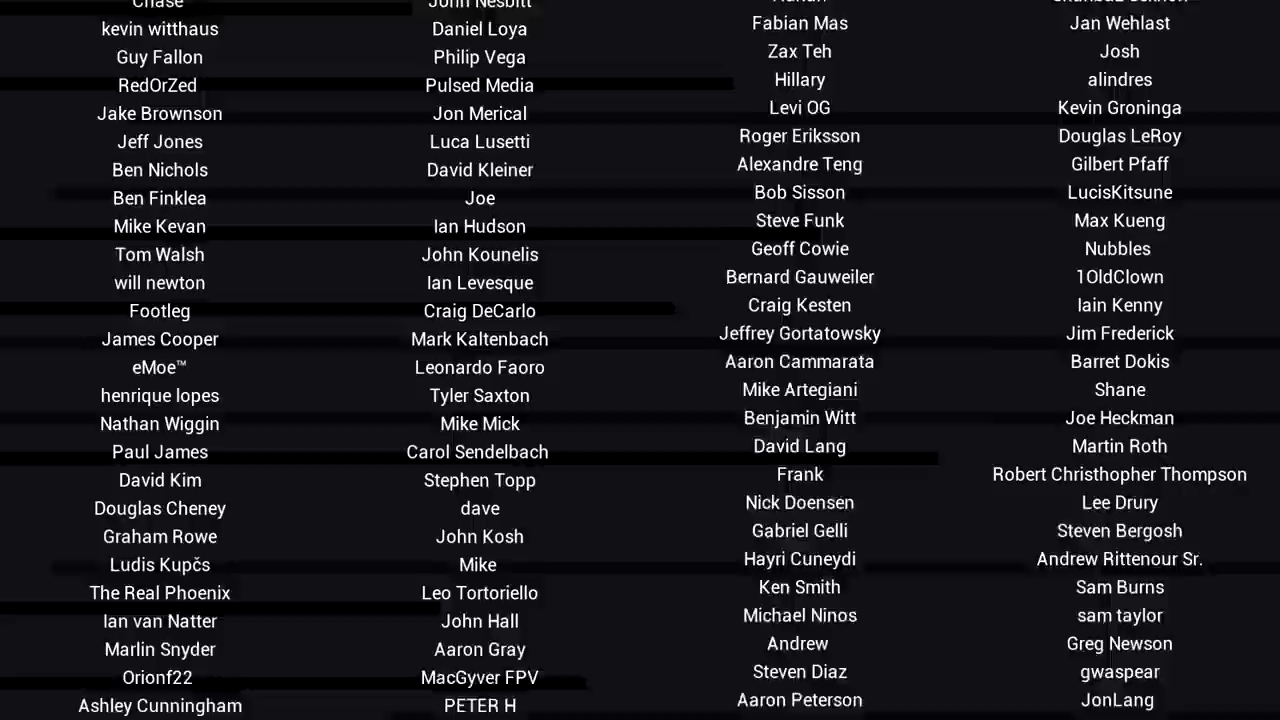 Chase
kevin witthaus
Guy Fallon
RedOrZed
Jake Brownson
Jeff Jones
Ben Nichols
Ben Finklea
Mike Kevan
Tom Walsh
will newton
Footleg
James Cooper
eMoe™
henrique lopes
Nathan Wiggin
Paul James
David Kim
Douglas Cheney
Graham Rowe
Ludis Kupčs
The Real Phoenix
Ian van Natter
Marlin Snyder
Orionf22
Ashley Cunningham
John Nesbitt
Daniel Loya
Philip Vega
Pulsed Media
Jon Merical
Luca Lusetti
David Kleiner
Joe
Ian Hudson
John Kounelis
Ian Levesque
Craig DeCarlo
Mark Kaltenbach
Leonardo Faoro
Tyler Saxton
Mike Mick
Carol Sendelbach
Stephen Topp
dave
John Kosh
Mike
Leo Tortoriello
John Hall
Aaron Gray
MacGyver FPV
PETER H
Fabian Mas
Zax Teh
Hillary
Levi OG
Roger Eriksson
Alexandre Teng
Bob Sisson
Steve Funk
Geoff Cowie
Bernard Gauweiler
Craig Kesten
Jeffrey Gortatowsky
Aaron Cammarata
Mike Artegiani
Benjamin Witt
David Lang
Frank
Nick Doensen
Gabriel Gelli
Hayri Cuneydi
Ken Smith
Michael Ninos
Andrew
Steven Diaz
Aaron Peterson
Jan Wehlast
Josh
alindres
Kevin Groninga
Douglas LeRoy
Gilbert Pfaff
LucisKitsune
Max Kueng
Nubbles
1OldClown
Iain Kenny
Jim Frederick
Barret Dokis
Shane
Joe Heckman
Martin Roth
Robert Christhopher Thompson
Lee Drury
Steven Bergosh
Andrew Rittenour Sr.
Sam Burns
sam taylor
Greg Newson
gwaspear
JonLang